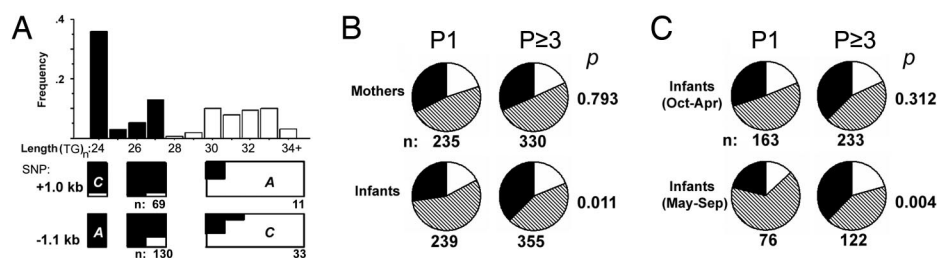 A
.4
.2
Frequency
Length(TG)n:24 26 28 30 32 34+
SNP:
+1.0 kb C A
n: 69 11
-1.1 kb A C
n: 130 33
B
P1 P≥3
p
Mothers 0.793
n: 235 330
Infants 0.011
239 355
C
P1 P≥3
p
Infants
(Oct-Apr) 0.312
n: 163 233
Infants
(May-Sep) 0.004
76 122